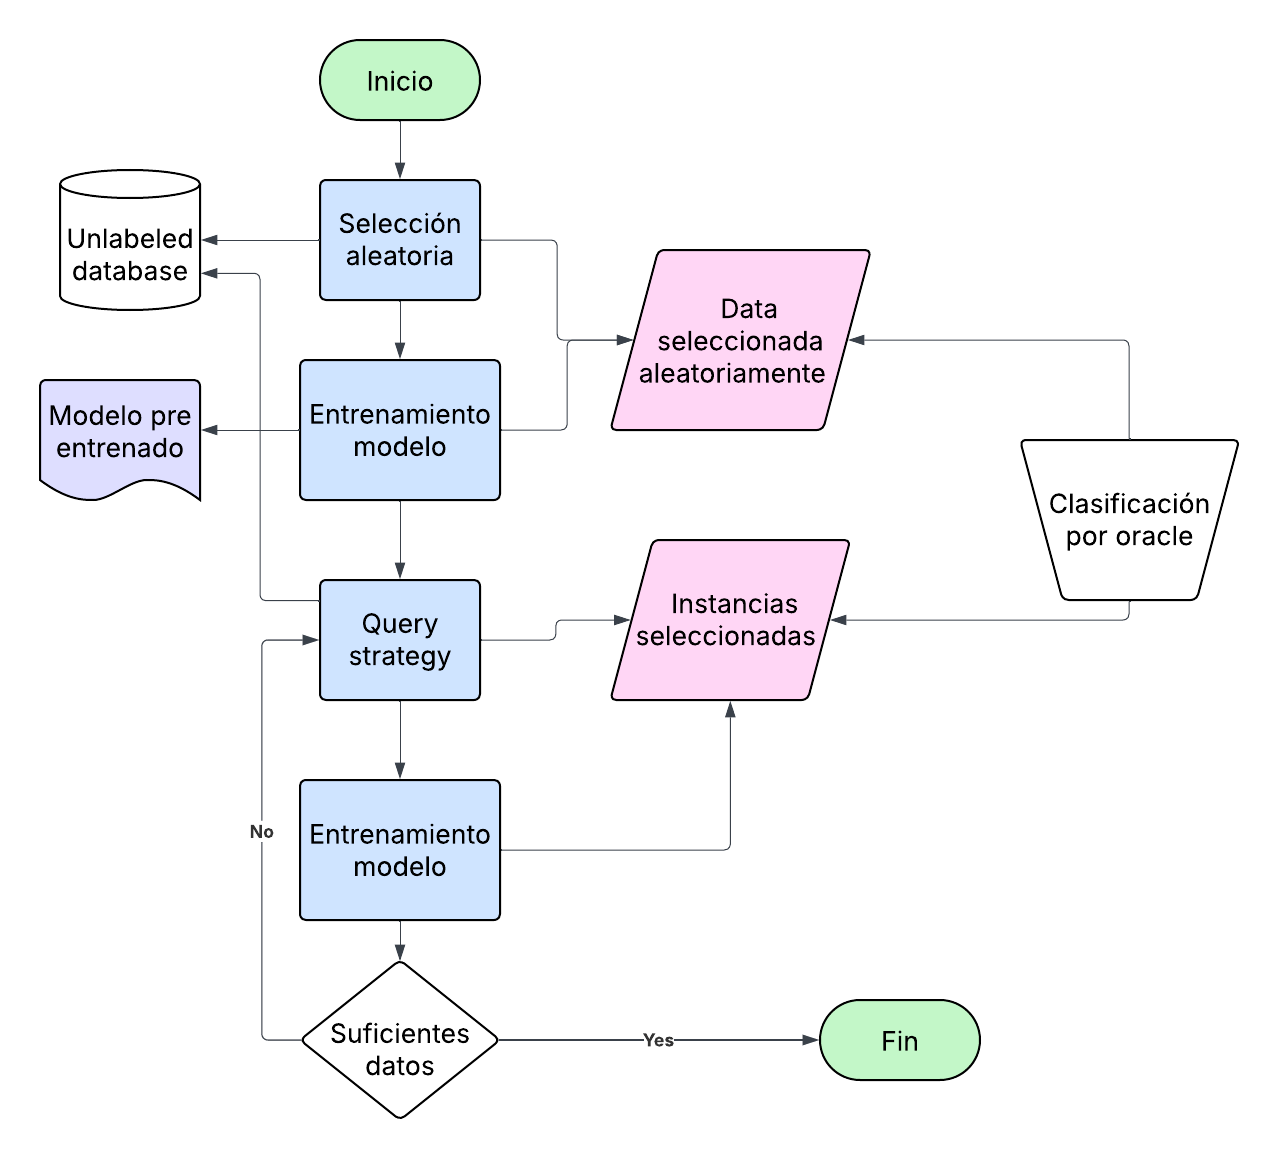 Inicio
Selección
aleatoria
Unlabeled
database
Data
seleccionada
aleatoriamente
Modelo pre
entrenado
Entrenamiento
modelo
Clasificación
por oracle
Query
strategy
Instancias
seleccionadas
No
Entrenamiento
modelo
Suficientes
datos
Yes
Fin